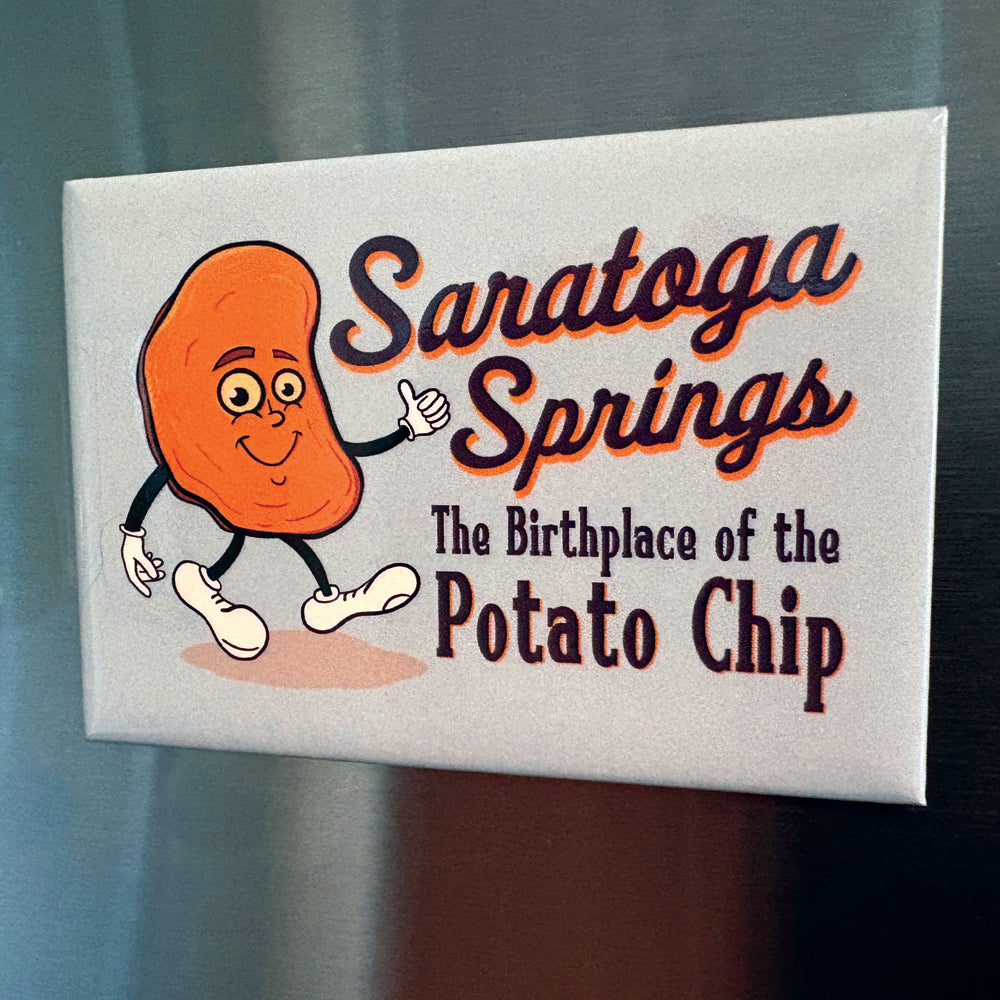 Saratoga
Springs
The Birthplace of the
Potato Chip